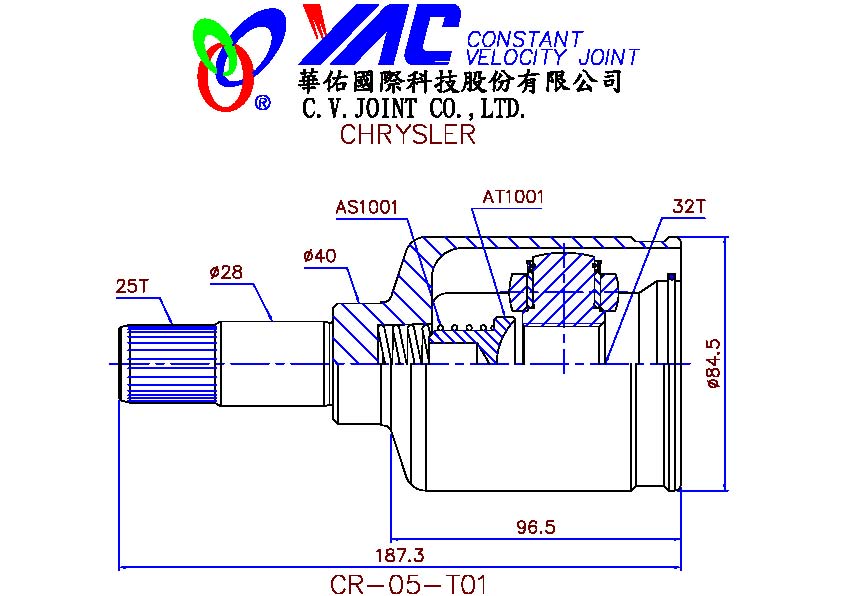 YAC CONSTANT
VELOCITY JOINT
®
華佑國際科技股份有限公司
C.V.JOINT CO.,LTD.
CHRYSLER
AS1001
AT1001
32T
ø40
ø28
25T
ø84.5
96.5
187.3
CR-05-T01